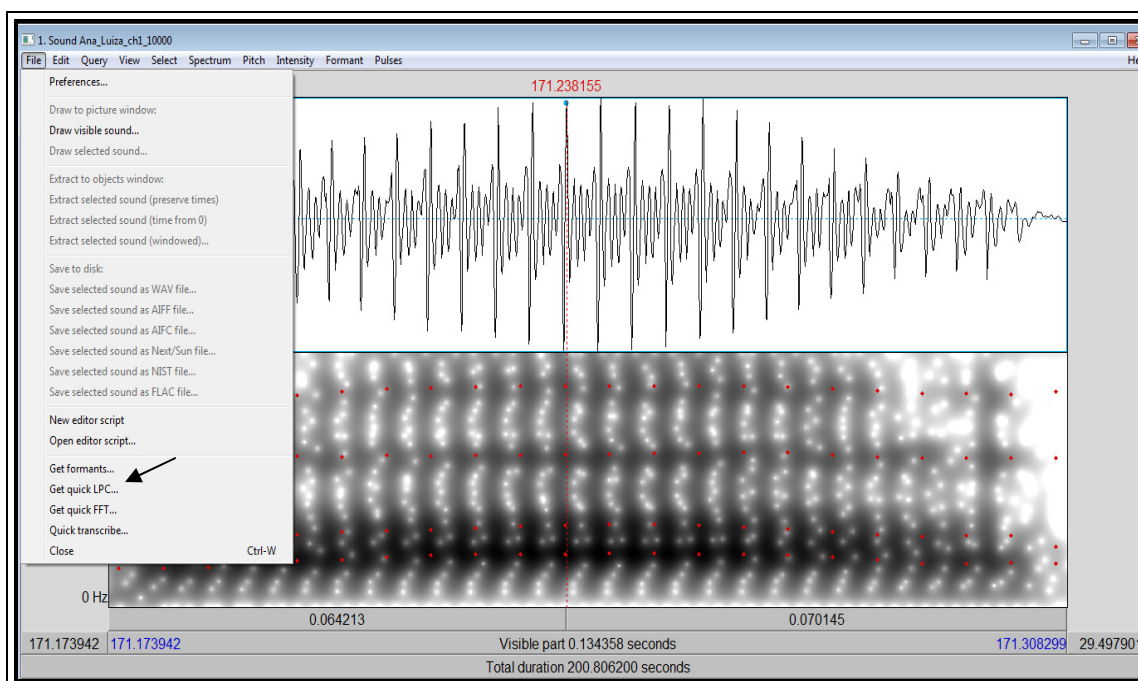 1. Sound Ana_Luiza_ch1_10000
File Edit Query View Select Spectrum Pitch Intensity Formant Pulses He
Preferences...
171.238155
Draw to picture window:
Draw visible sound...
Draw selected sound...
Extract to objects window:
Extract selected sound (preserve times)
Extract selected sound (time from 0)
Extract selected sound (windowed)...
Save to disk:
Save selected sound as WAV file...
Save selected sound as AIFF file...
Save selected sound as AIFC file...
Save selected sound as Next/Sun file...
Save selected sound as NIST file...
Save selected sound as FLAC file...
New editor script
Open editor script...
Get formants...
Get quick LPC...
Get quick FFT...
Quick transcribe...
Close Ctrl-W
0 Hz
0.064213 0.070145
171.173942 171.173942 Visible part 0.134358 seconds 171.308299 29.497901
Total duration 200.806200 seconds